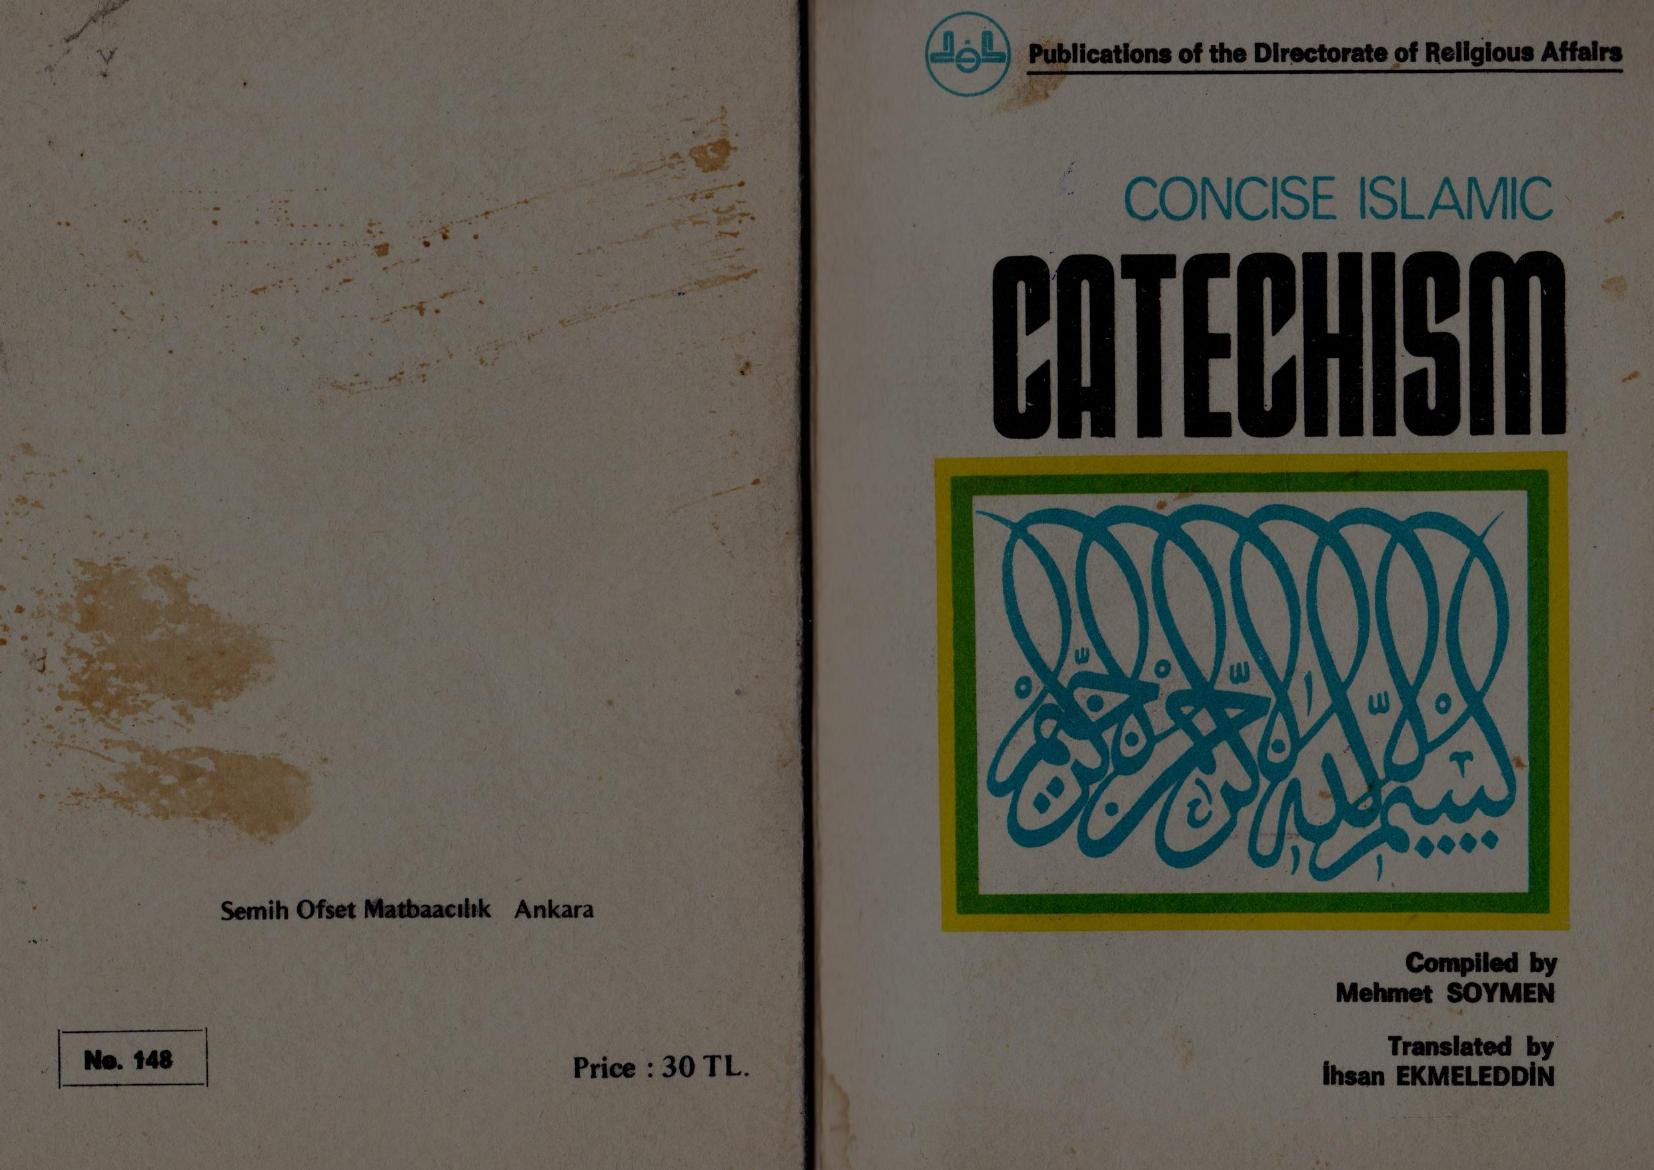 Semih Ofset Matbaacılık Ankara
No. 148
Price : 30 TL.
Publications of the Directorate of Religious Affairs
CONCISE ISLAMIC
CATECHISM
بسم الله الرحمن الرحيم
Compiled by
Mehmet SOYMEN
Translated by
İhsan EKMELEDDİN